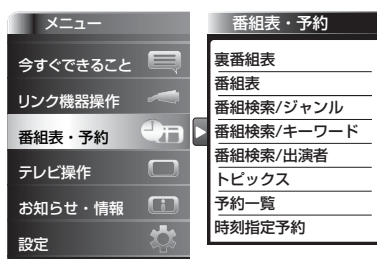 メニュー
今すぐできること
リンク機器操作
番組表・予約
テレビ操作
お知らせ・情報
設定
番組表・予約
裏番組表
番組表
番組検索/ジャンル
番組検索/キーワード
番組検索/出演者
トピックス
予約一覧
時刻指定予約